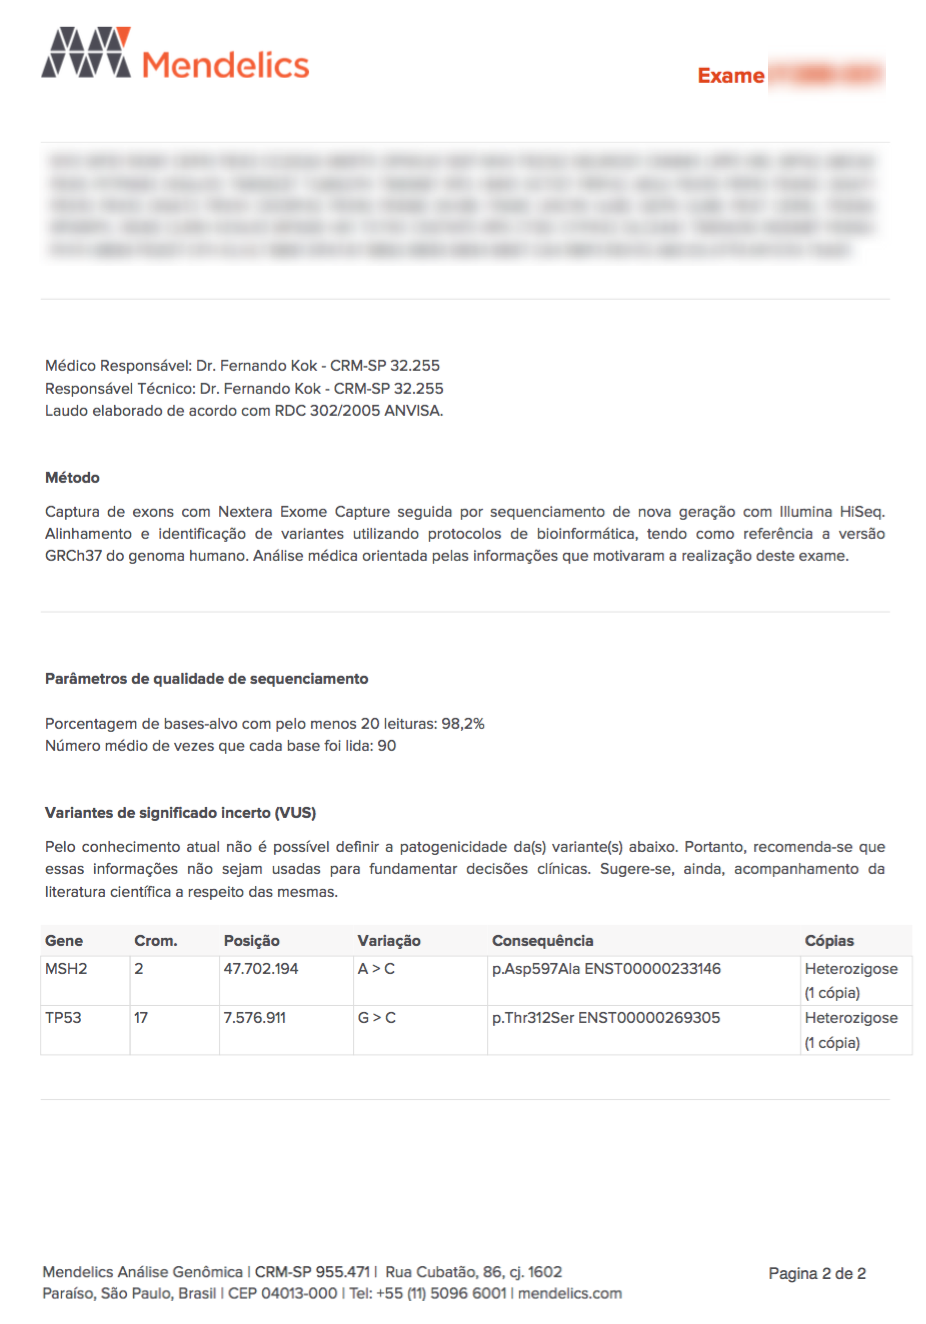 Mendelics
Exame
Médico Responsável: Dr. Fernando Kok - CRM-SP 32.255
Responsável Técnico: Dr. Fernando Kok - CRM-SP 32.255
Laudo elaborado de acordo com RDC 302/2005 ANVISA.
Método
Captura de exons com Nextera Exome Capture seguida por sequenciamento de nova geração com Illumina HiSeq.
Alinhamento e identificação de variantes utilizando protocolos de bioinformática, tendo como referência a versão
GRCh37 do genoma humano. Análise médica orientada pelas informações que motivaram a realização deste exame.
Parâmetros de qualidade de sequenciamento
Porcentagem de bases-alvo com pelo menos 20 leituras: 98,2%
Número médio de vezes que cada base foi lida: 90
Variantes de significado incerto (VUS)
Pelo conhecimento atual não é possível definir a patogenicidade da(s) variante(s) abaixo. Portanto, recomenda-se que
essas informações não sejam usadas para fundamentar decisões clínicas. Sugere-se, ainda, acompanhamento da
literatura científica a respeito das mesmas.
Gene Crom. Posição Variação Consequência Cópias
MSH2 2 47.702.194 A > C p.Asp597Ala ENST00000233146 Heterozigose
(1 cópia)
TP53 17 7.576.911 G > C p.Thr312Ser ENST00000269305 Heterozigose
(1 cópia)
Mendelics Análise Genômica | CRM-SP 955.471 | Rua Cubatão, 86, cj. 1602
Paraíso, São Paulo, Brasil | CEP 04013-000 | Tel: +55 (11) 5096 6001 | mendelics.com
Pagina 2 de 2